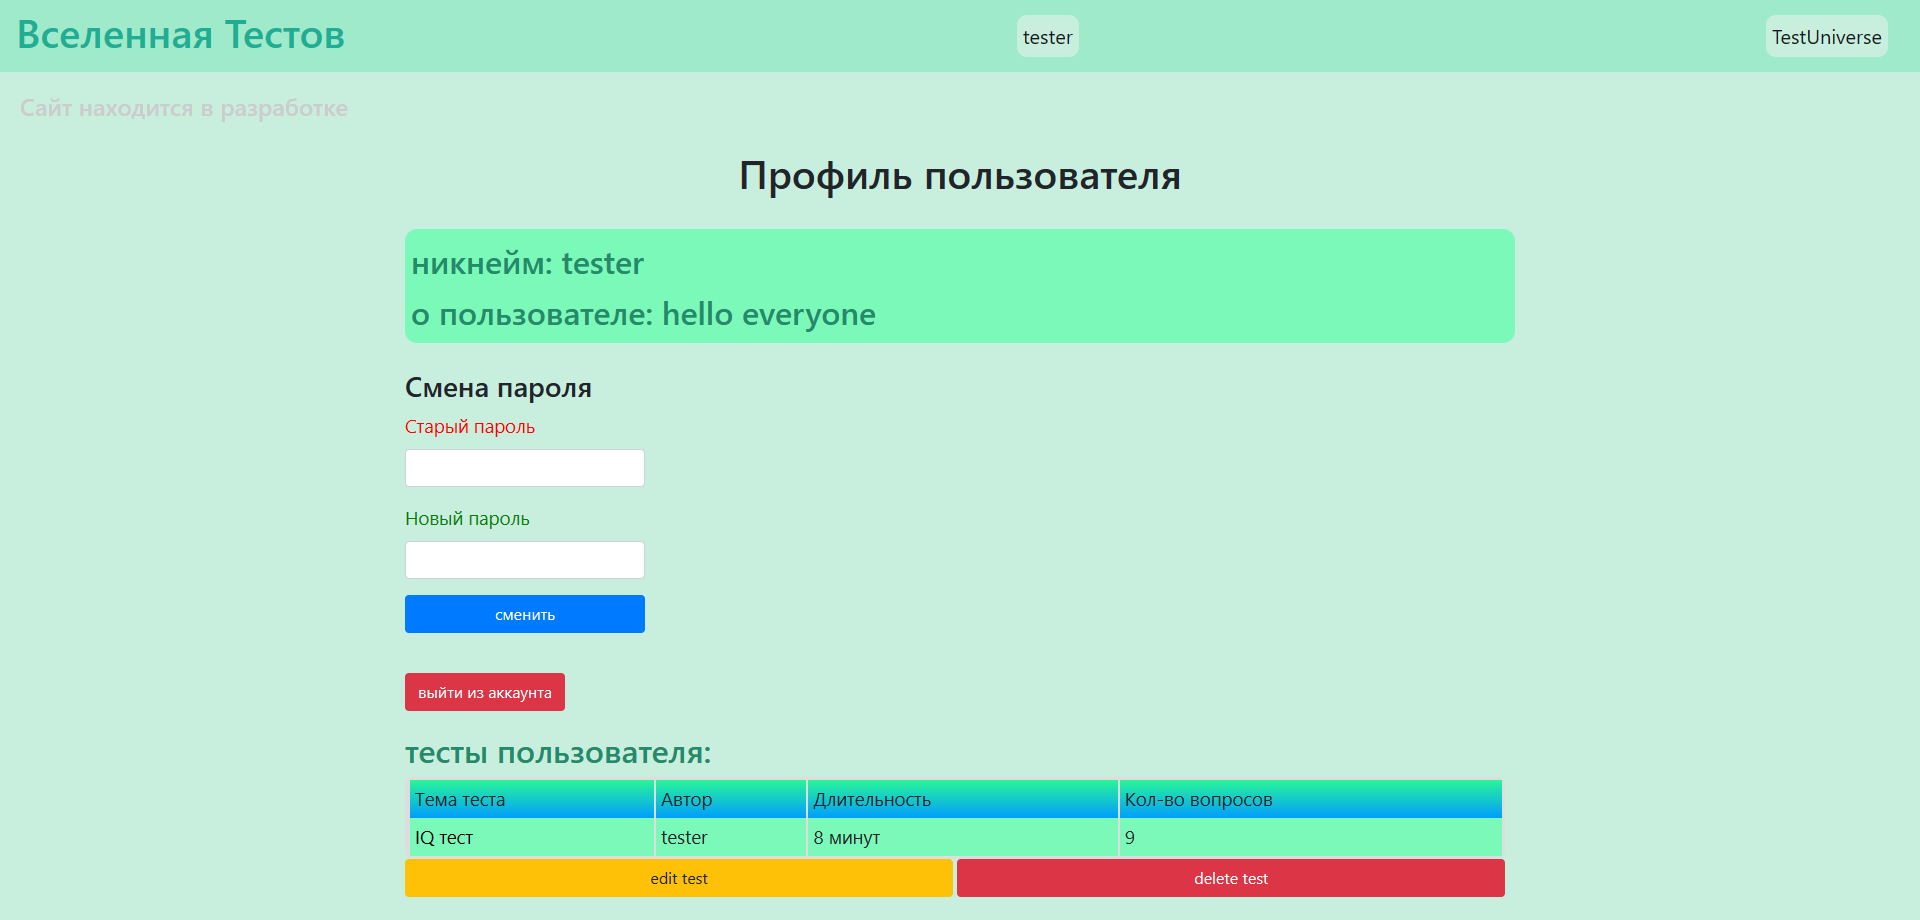 Вселенная Тестов
tester
TestUniverse
Сайт находится в разработке
Профиль пользователя
никнейм: tester
о пользователе: hello everyone
Смена пароля
Старый пароль
Новый пароль
сменить
выйти из аккаунта
тесты пользователя:
Тема теста Автор Длительность Кол-во вопросов
IQ тест tester 8 минут 9
edit test delete test